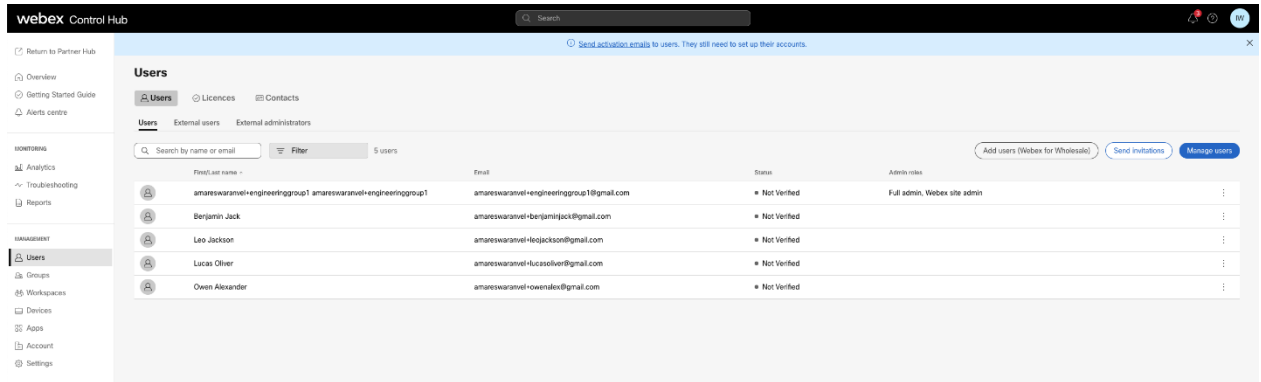 webex Control Hub
Search
IW
Return to Partner Hub
Send activation emails to users. They still need to set up their accounts.
Overview
Getting Started Guide
Alerts centre
MONITORING
Analytics
Troubleshooting
Reports
MANAGEMENT
Users
Groups
Workspaces
Devices
Apps
Account
Settings
Users
Users Licences Contacts
Users External users External administrators
Search by name or email Filter 5 users Add users (Webex for Wholesale) Send invitations Manage users
First/Last name Email Status Admin roles
amareswaranvel+engineeringgroup1 amareswaranvel+engineeringgroup1 amareswaranvel+engineeringgroup1@gmail.com Not Verified Full admin, Webex site admin
Benjamin Jack amareswaranvel+benjaminjack@gmail.com Not Verified
Leo Jackson amareswaranvel+leojackson@gmail.com Not Verified
Lucas Oliver amareswaranvel+lucasoliver@gmail.com Not Verified
Owen Alexander amareswaranvel+owenalex@gmail.com Not Verified